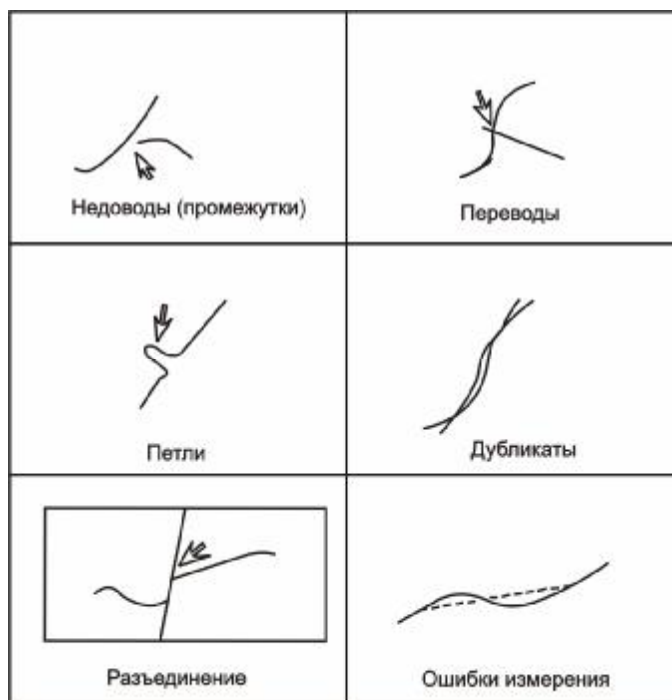 Недоводы (промежутки)
Переводы
Петли
Дубликаты
Разъединение
Ошибки измерения